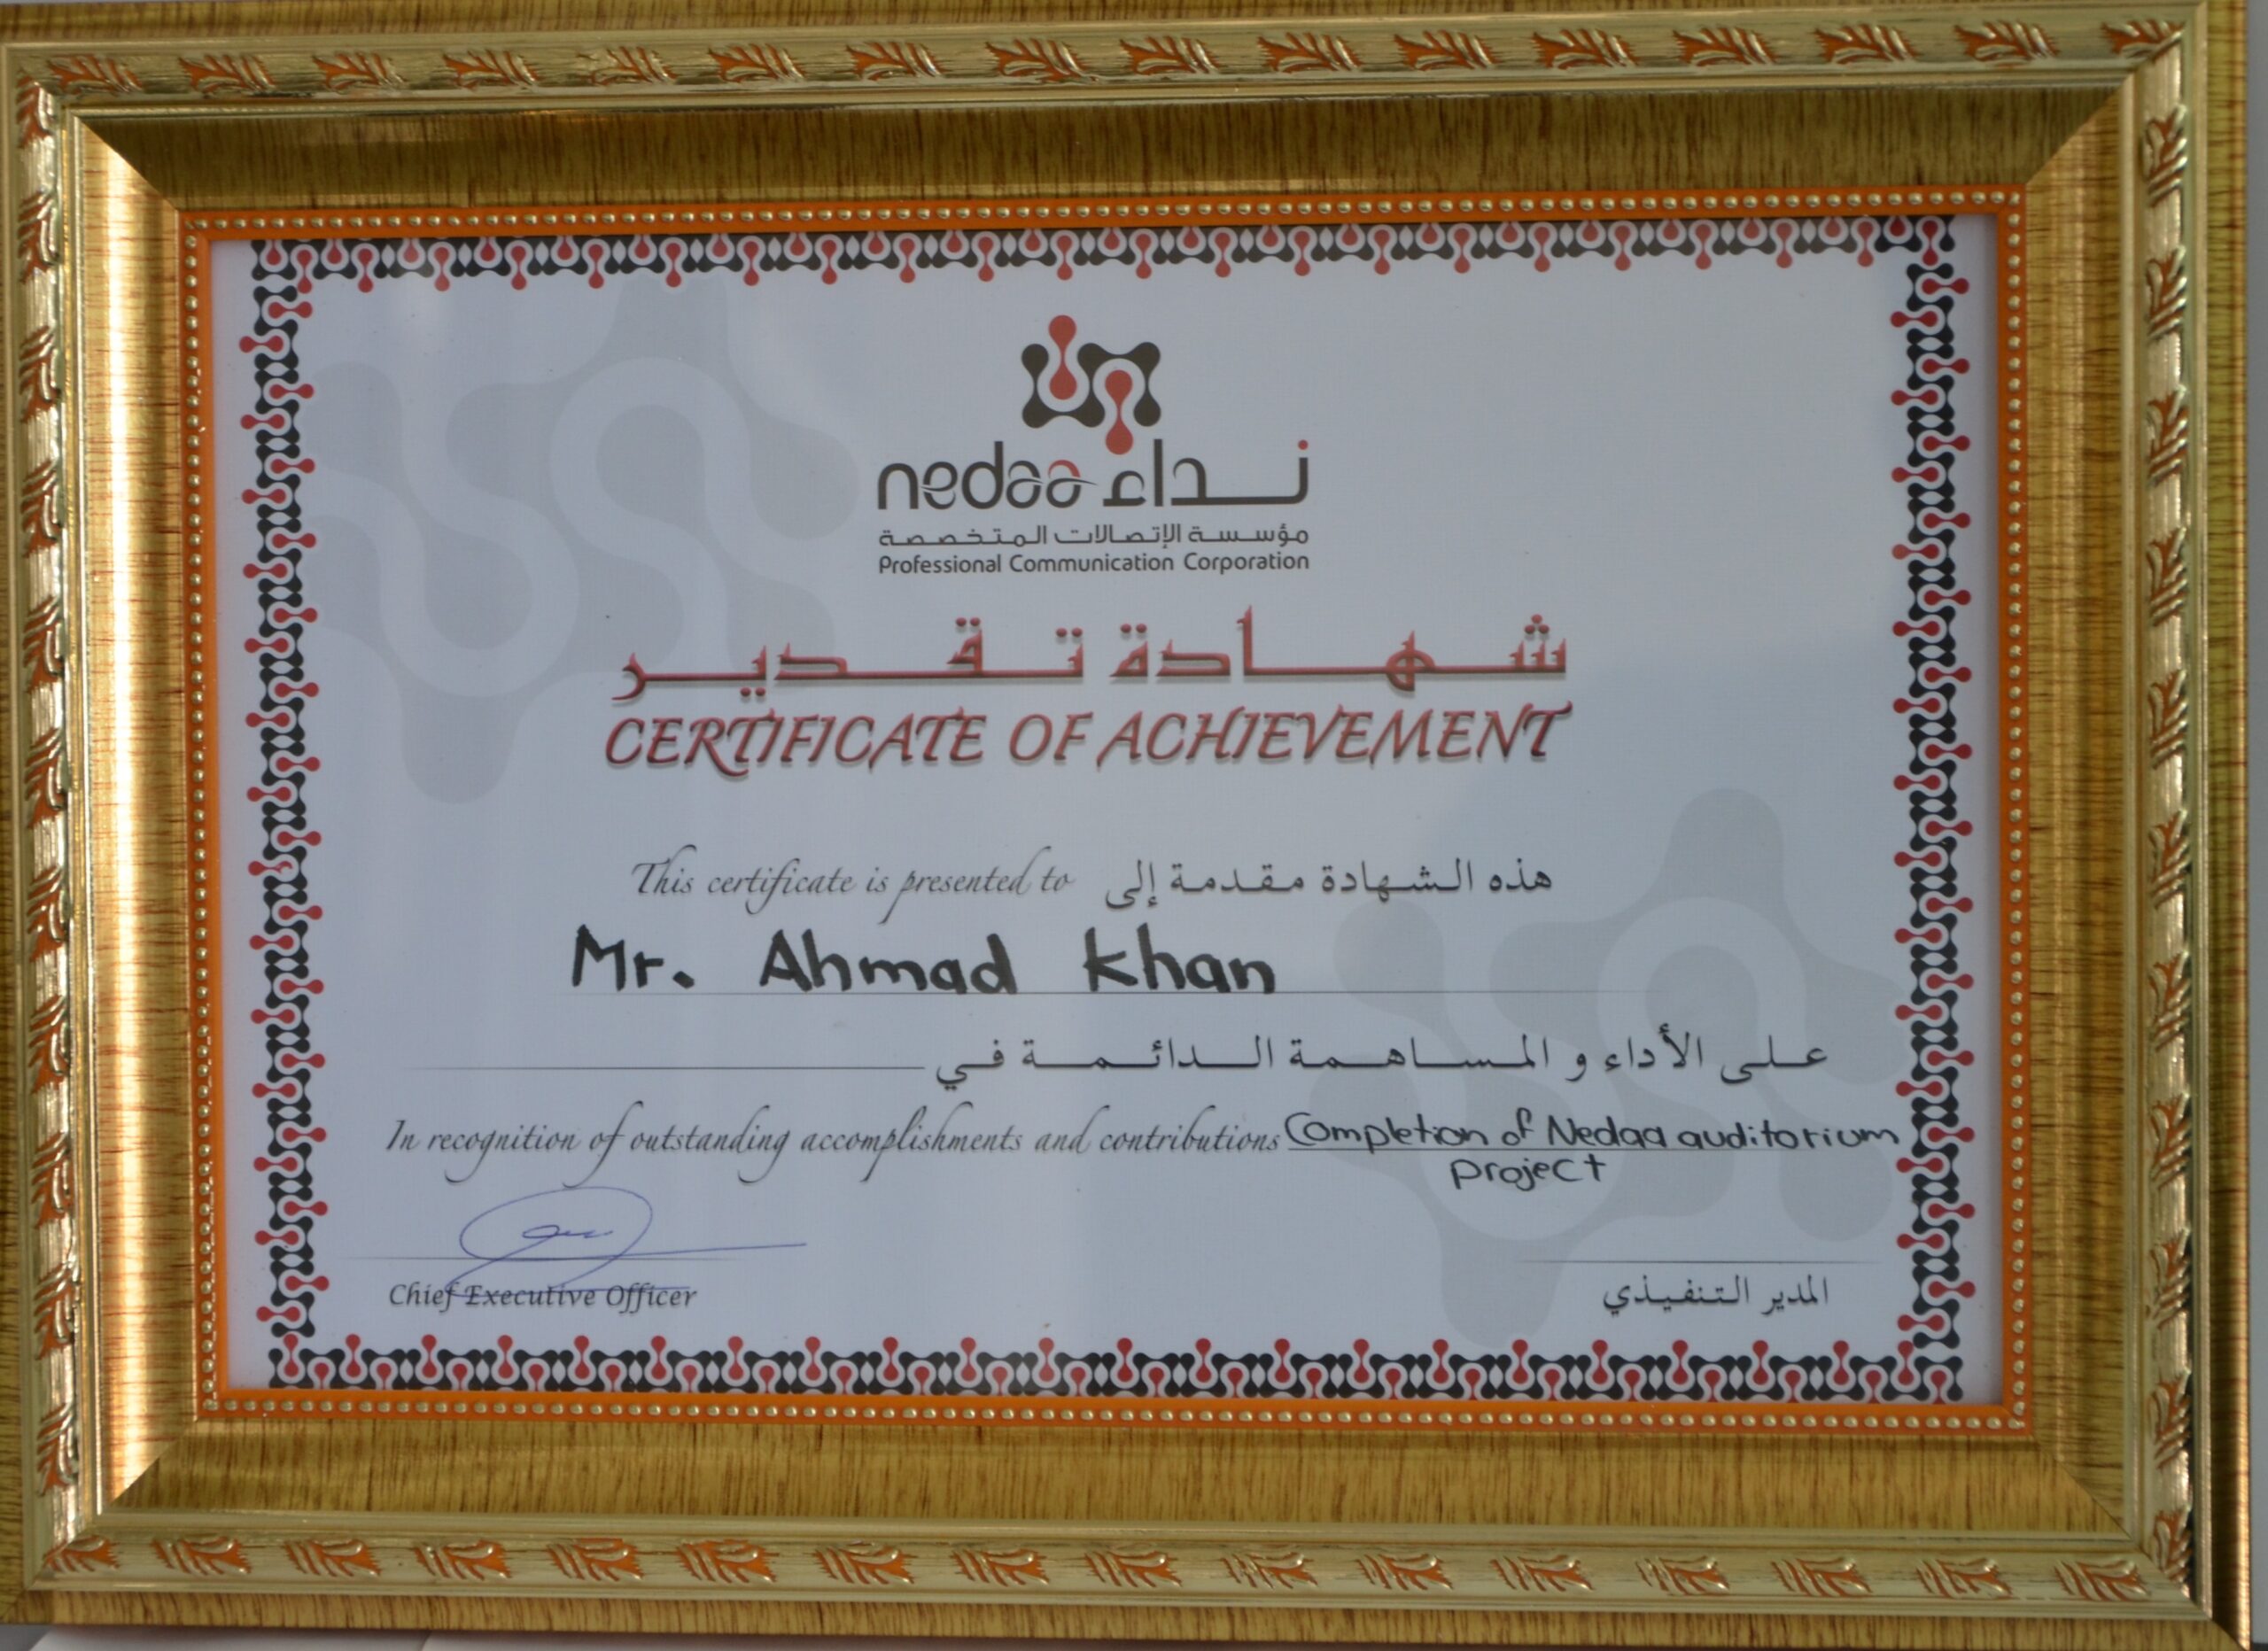 nedaa نداء
مؤسسة الإتصالات المتخصصة
Professional Communication Corporation
شهادة تقدير
CERTIFICATE OF ACHIEVEMENT
This certificate is presented to هذه الشهادة مقدمة إلى
Mr. Ahmad Khan
على الأداء و المساهمة الدائمة في
In recognition of outstanding accomplishments and contributions Completion of Nedaa auditorium
project
Chief Executive Officer المدير التنفيذي